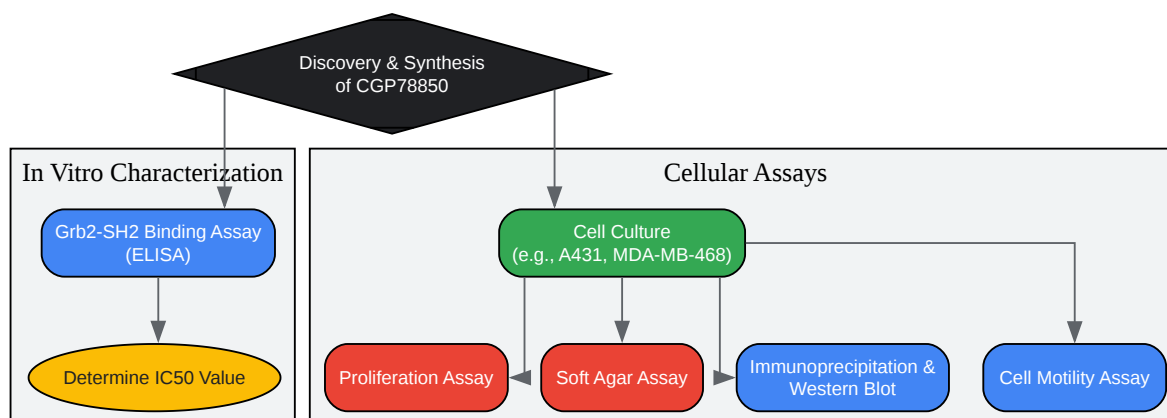 Discovery & Synthesis
of CGP78850
In Vitro Characterization
Cellular Assays
Grb2-SH2 Binding Assay
(ELISA)
Cell Culture
(e.g., A431, MDA-MB-468)
Determine IC50 Value
Proliferation Assay
Soft Agar Assay
Immunoprecipitation &
Western Blot
Cell Motility Assay